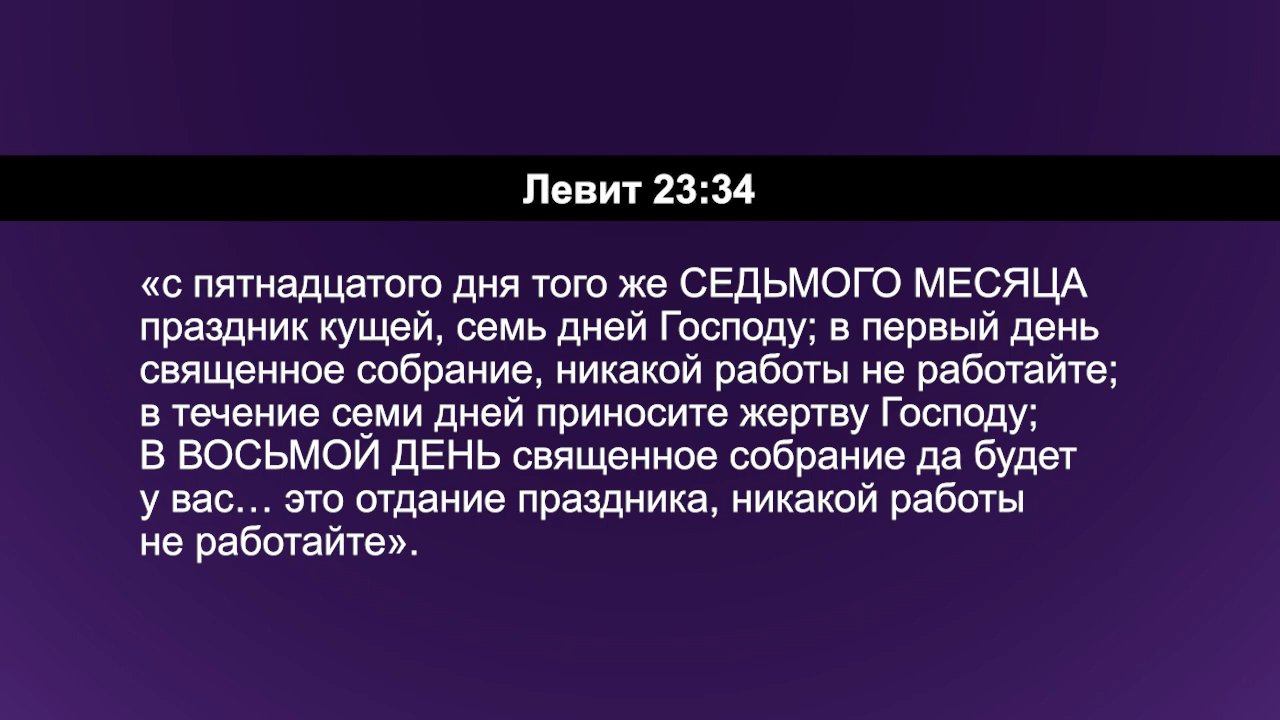 Левит 23:34
«с пятнадцатого дня того же СЕДЬМОГО МЕСЯЦА
праздник кущей, семь дней Господу; в первый день
священное собрание, никакой работы не работайте;
в течение семи дней приносите жертву Господу;
В ВОСЬМОЙ ДЕНЬ священное собрание да будет
у вас… это отдание праздника, никакой работы
не работайте».